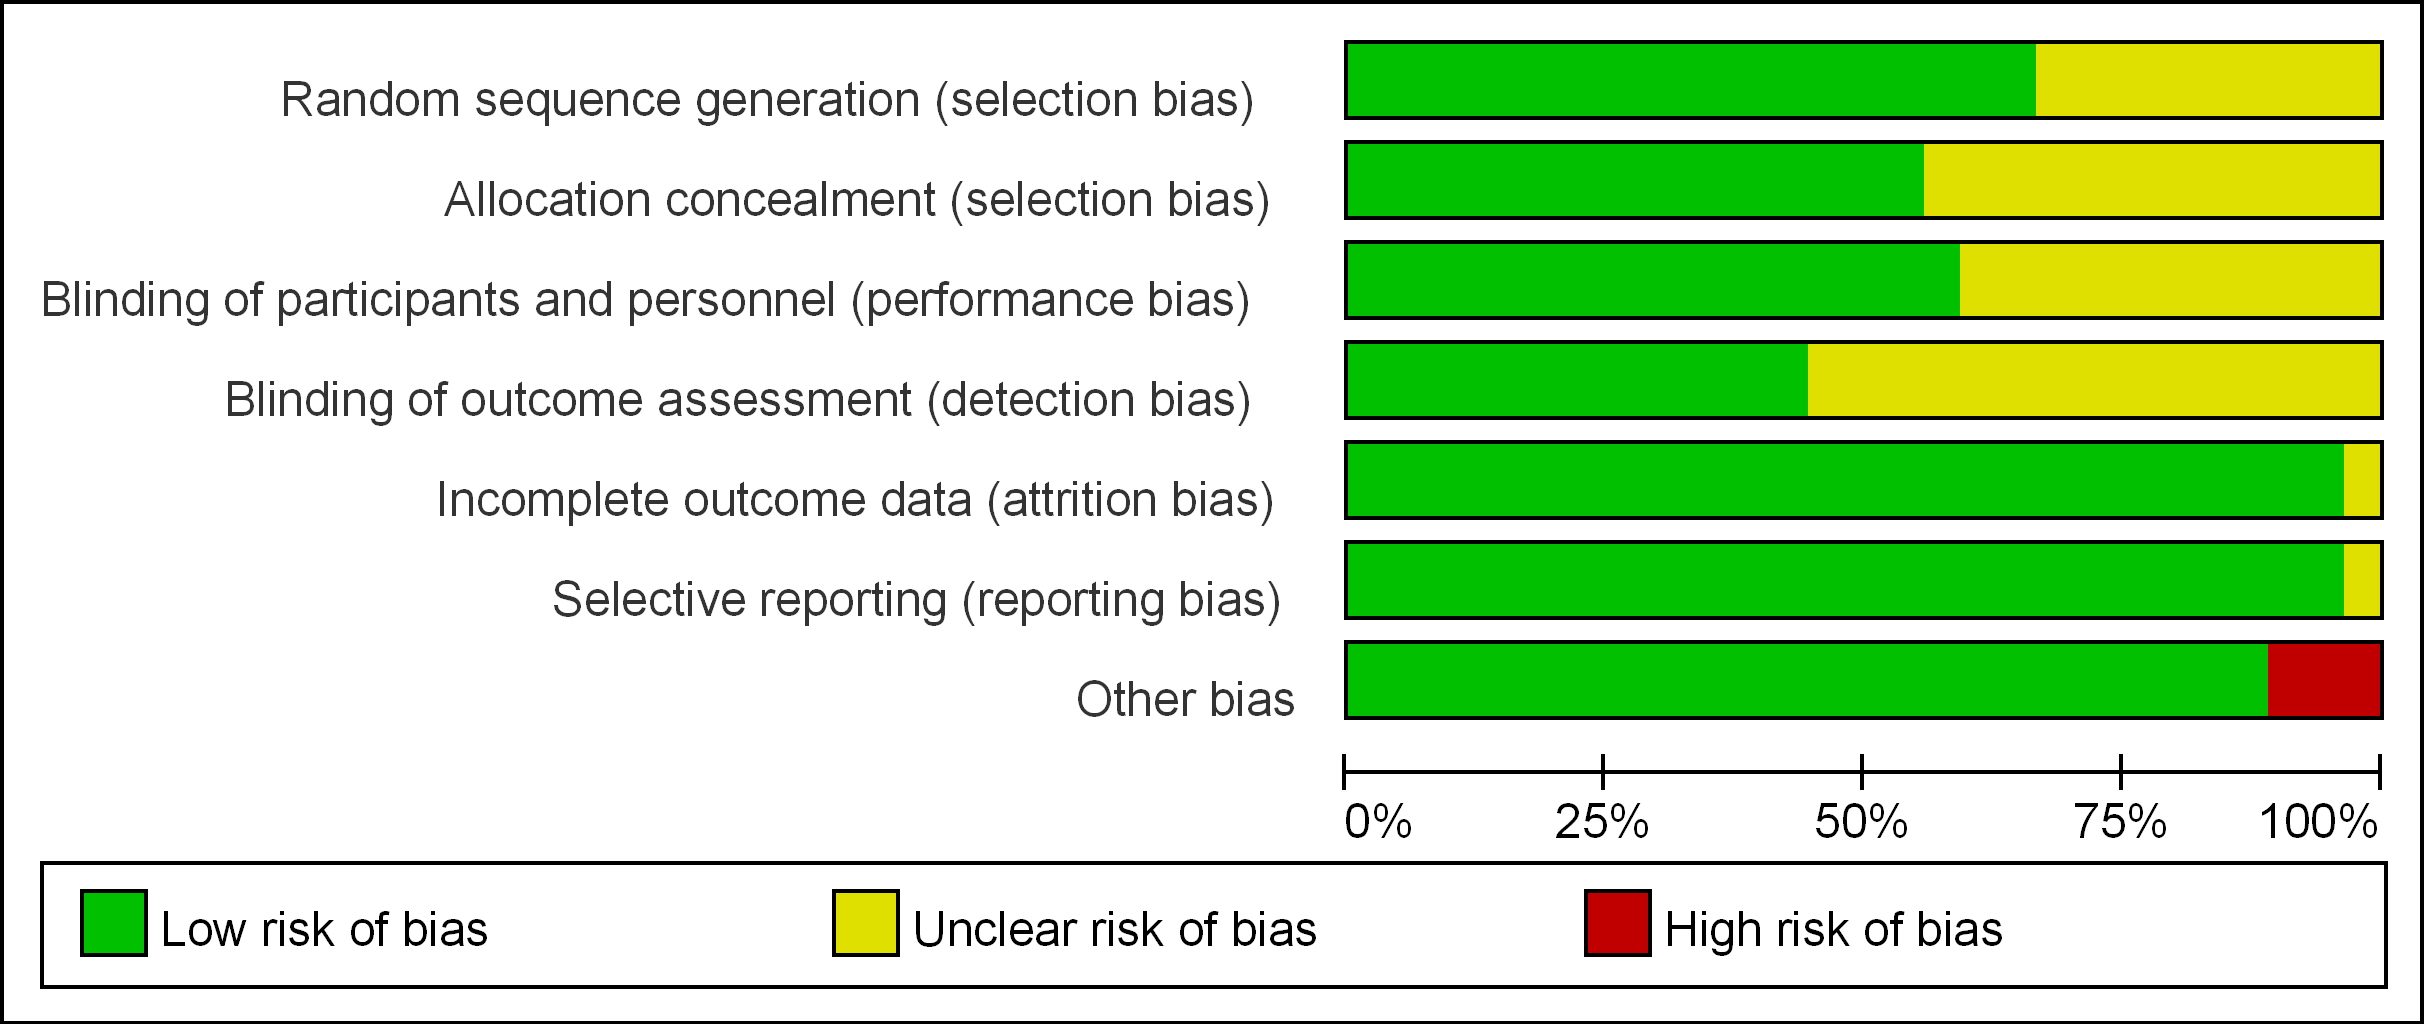 Random sequence generation (selection bias)
Allocation concealment (selection bias)
Blinding of participants and personnel (performance bias)
Blinding of outcome assessment (detection bias)
Incomplete outcome data (attrition bias)
Selective reporting (reporting bias)
Other bias
0% 25% 50% 75% 100%
Low risk of bias Unclear risk of bias High risk of bias